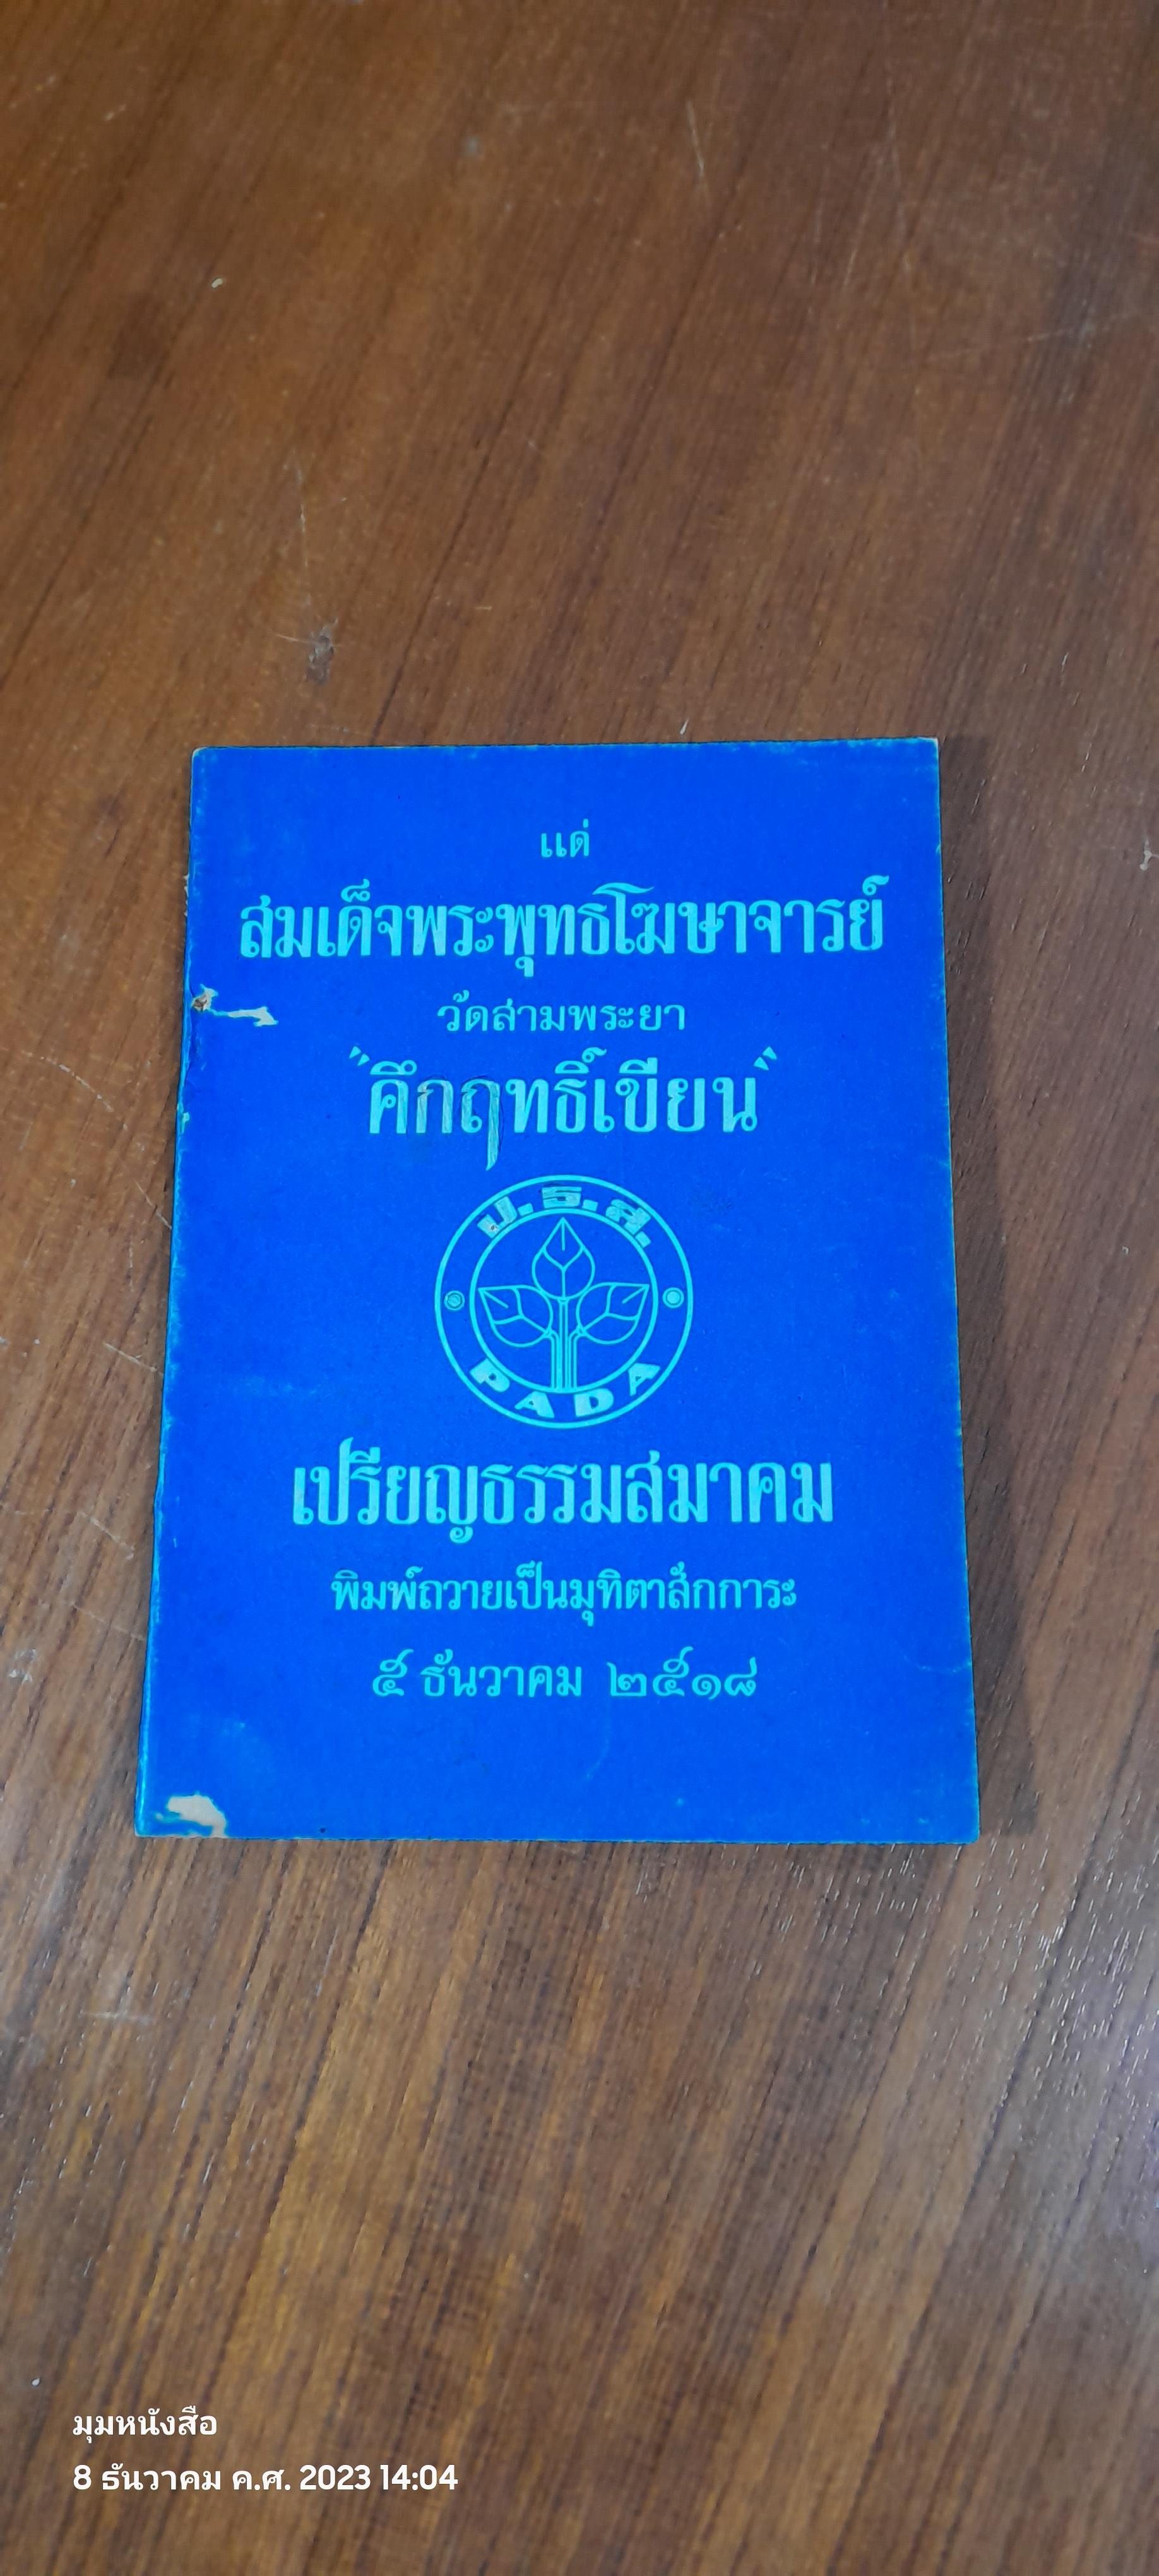 แด่
สมเด็จพระพุทธโฆษาจารย์
วัดสามพระยา
"คึกฤทธิ์เขียน"
ป.ธ.ส.
PADA
เปรียญธรรมสมาคม
พิมพ์ถวายเป็นมุทิตาสักการะ
๕ ธันวาคม ๒๕๑๘
มุมหนังสือ
8 ธันวาคม ค.ศ. 2023 14:04